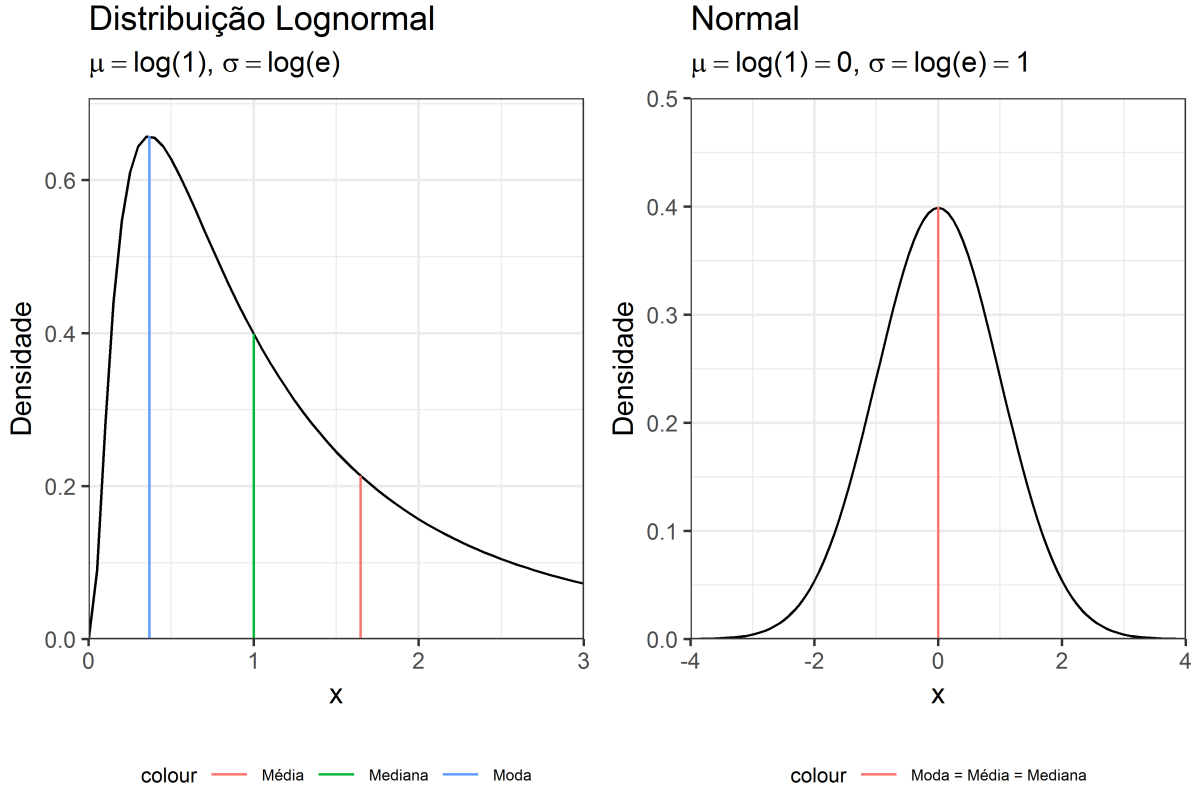 Distribuição Lognormal
μ = log(1), σ = log(e)
0.6
0.4
0.2
0.0
Densidade
0 1 2 3
x
colour Média Mediana Moda
Normal
μ = log(1) = 0, σ = log(e) = 1
0.5
0.4
0.3
0.2
0.1
0.0
Densidade
-4 -2 0 2 4
x
colour Moda = Média = Mediana